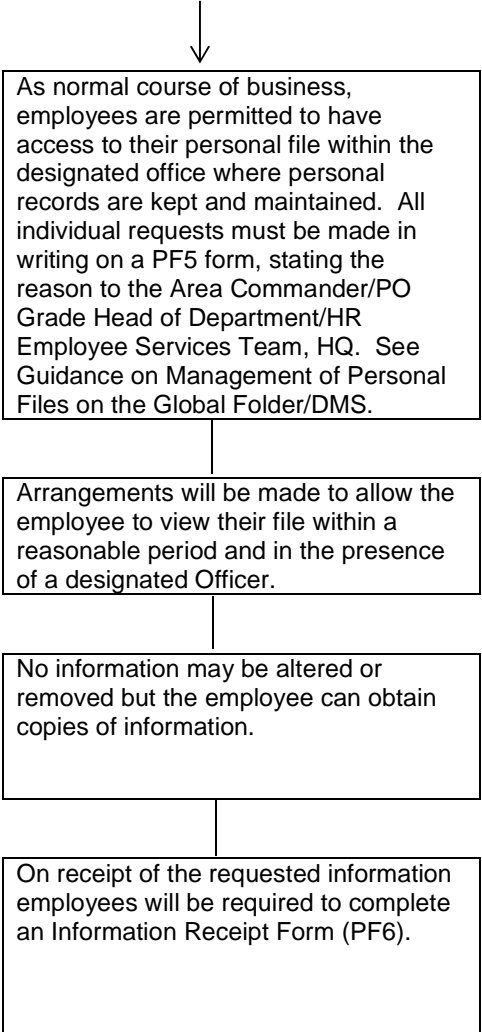 As normal course of business,
employees are permitted to have
access to their personal file within the
designated office where personal
records are kept and maintained.  All
individual requests must be made in
writing on a PF5 form, stating the
reason to the Area Commander/PO
Grade Head of Department/HR
Employee Services Team, HQ.  See
Guidance on Management of Personal
Files on the Global Folder/DMS.
Arrangements will be made to allow the
employee to view their file within a
reasonable period and in the presence
of a designated Officer.
No information may be altered or
removed but the employee can obtain
copies of information.
On receipt of the requested information
employees will be required to complete
an Information Receipt Form (PF6).